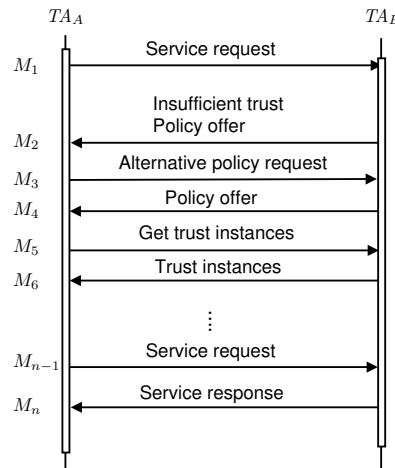 TA_A TA_B
M_1 Service request
Insufficient trust
M_2 Policy offer
M_3 Alternative policy request
M_4 Policy offer
M_5 Get trust instances
M_6 Trust instances
M_{n-1} Service request
M_n Service response